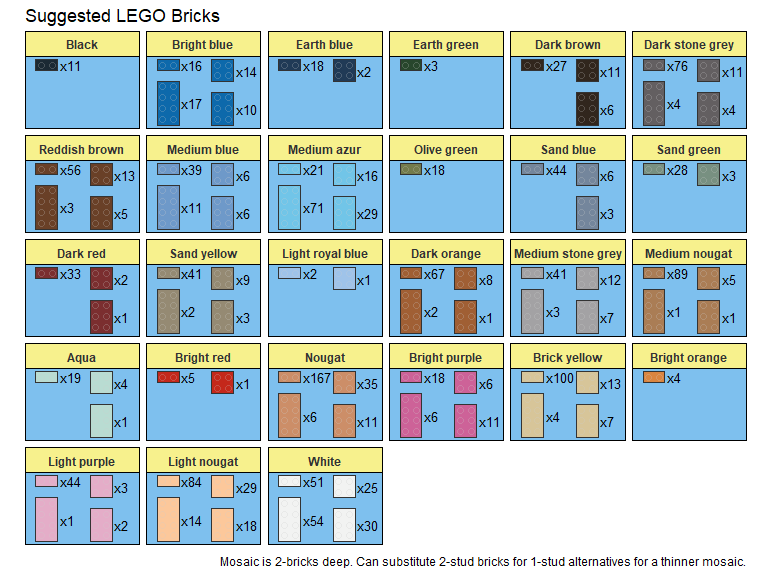 Suggested LEGO Bricks
Black
Bright blue
Earth blue
Earth green
Dark brown
Dark stone grey
x11
x16
x14
x17
x10
x18
x2
x3
x27
x11
x6
x76
x11
x4
x4
Reddish brown
Medium blue
Medium azur
Olive green
Sand blue
Sand green
x56
x13
x3
x5
x39
x6
x11
x6
x21
x16
x71
x29
x18
x44
x6
x3
x28
x3
Dark red
Sand yellow
Light royal blue
Dark orange
Medium stone grey
Medium nougat
x33
x2
x1
x41
x9
x2
x3
x2
x1
x67
x8
x2
x1
x41
x12
x3
x7
x89
x5
x1
x1
Aqua
Bright red
Nougat
Bright purple
Brick yellow
Bright orange
x19
x4
x1
x5
x1
x167
x35
x6
x11
x18
x6
x6
x11
x100
x13
x4
x7
x4
Light purple
Light nougat
White
x44
x3
x1
x2
x84
x29
x14
x18
x51
x25
x54
x30
Mosaic is 2-bricks deep. Can substitute 2-stud bricks for 1-stud alternatives for a thinner mosaic.